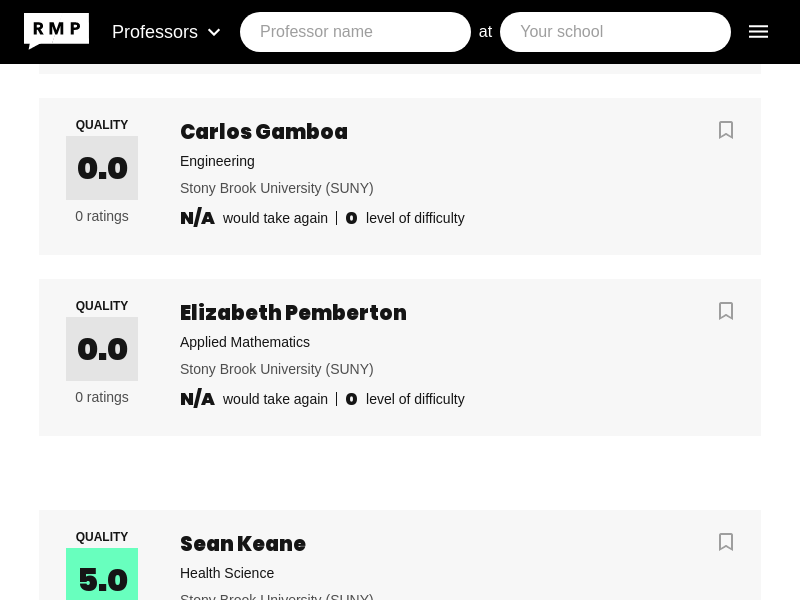 RMP
Professors
Professor name
at
Your school
QUALITY
0.0
0 ratings
Carlos Gamboa
Engineering
Stony Brook University (SUNY)
N/A would take again | 0 level of difficulty
QUALITY
0.0
0 ratings
Elizabeth Pemberton
Applied Mathematics
Stony Brook University (SUNY)
N/A would take again | 0 level of difficulty
QUALITY
5.0
Sean Keane
Health Science
Stony Brook University (SUNY)